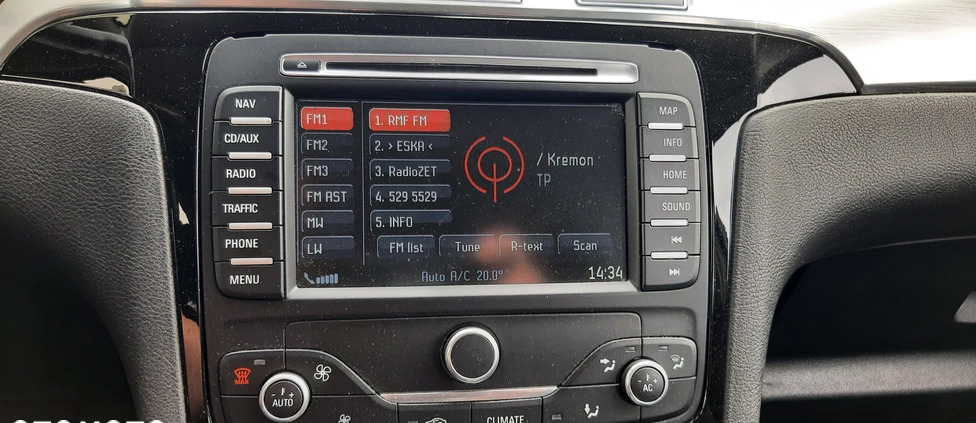 NAV
CD/AUX
RADIO
TRAFFIC
PHONE
MENU
FM1
FM2
FM3
FM AST
MW
LW
1. RMF FM
2. › ESKA ‹
3. RadioZET
4. 529 5529
5. INFO
/ Kremon
TP
FM list
Tune
R-text
Scan
Auto A/C 20.0°
14:34
MAP
INFO
HOME
SOUND
MAX
- +
AUTO
- +
AC
CLIMATE